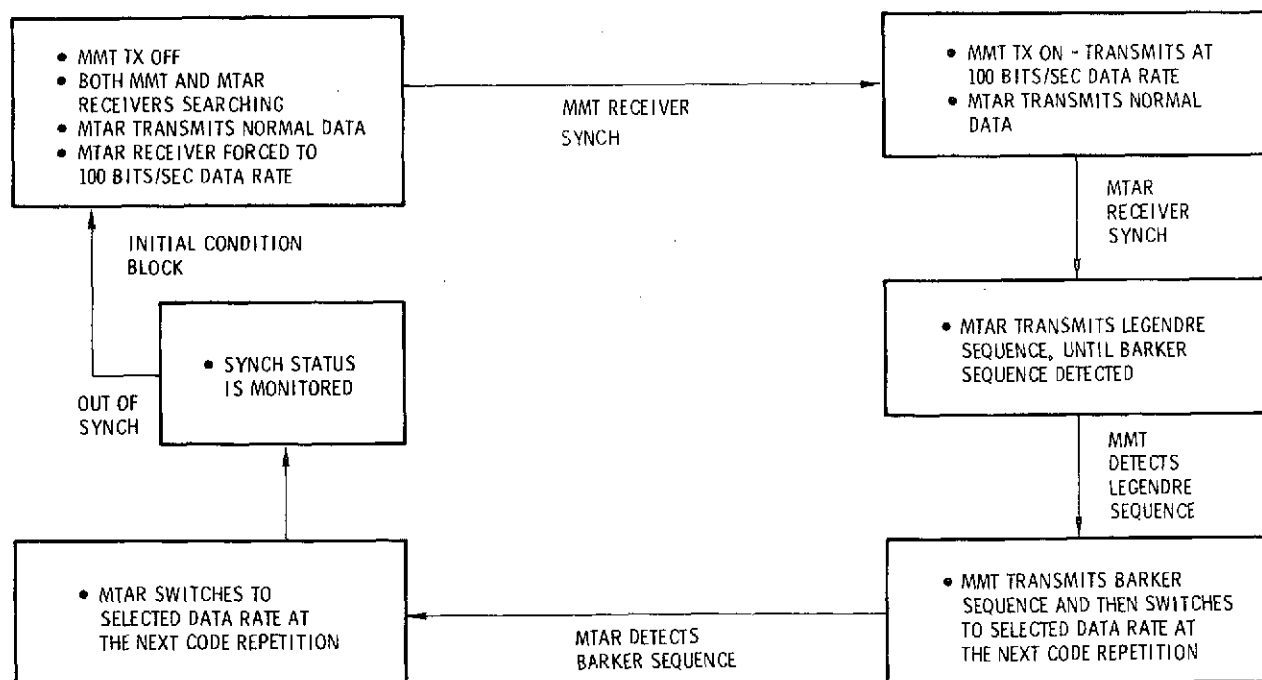 • MMT TX OFF
• BOTH MMT AND MTAR
RECEIVERS SEARCHING
• MTAR TRANSMITS NORMAL DATA
• MTAR RECEIVER FORCED TO
100 BITS/SEC DATA RATE
MMT RECEIVER
SYNCH
• MMT TX ON - TRANSMITS AT
100 BITS/SEC DATA RATE
• MTAR TRANSMITS NORMAL
DATA
MTAR
RECEIVER
SYNCH
• MTAR TRANSMITS LEGENDRE
SEQUENCE, UNTIL BARKER
SEQUENCE DETECTED
MMT
DETECTS
LEGENDRE
SEQUENCE
• MMT TRANSMITS BARKER
SEQUENCE AND THEN SWITCHES
TO SELECTED DATA RATE AT
THE NEXT CODE REPETITION
MTAR DETECTS
BARKER SEQUENCE
• MTAR SWITCHES TO
SELECTED DATA RATE AT
THE NEXT CODE REPETITION
• SYNCH STATUS
IS MONITORED
OUT OF
SYNCH
INITIAL CONDITION
BLOCK